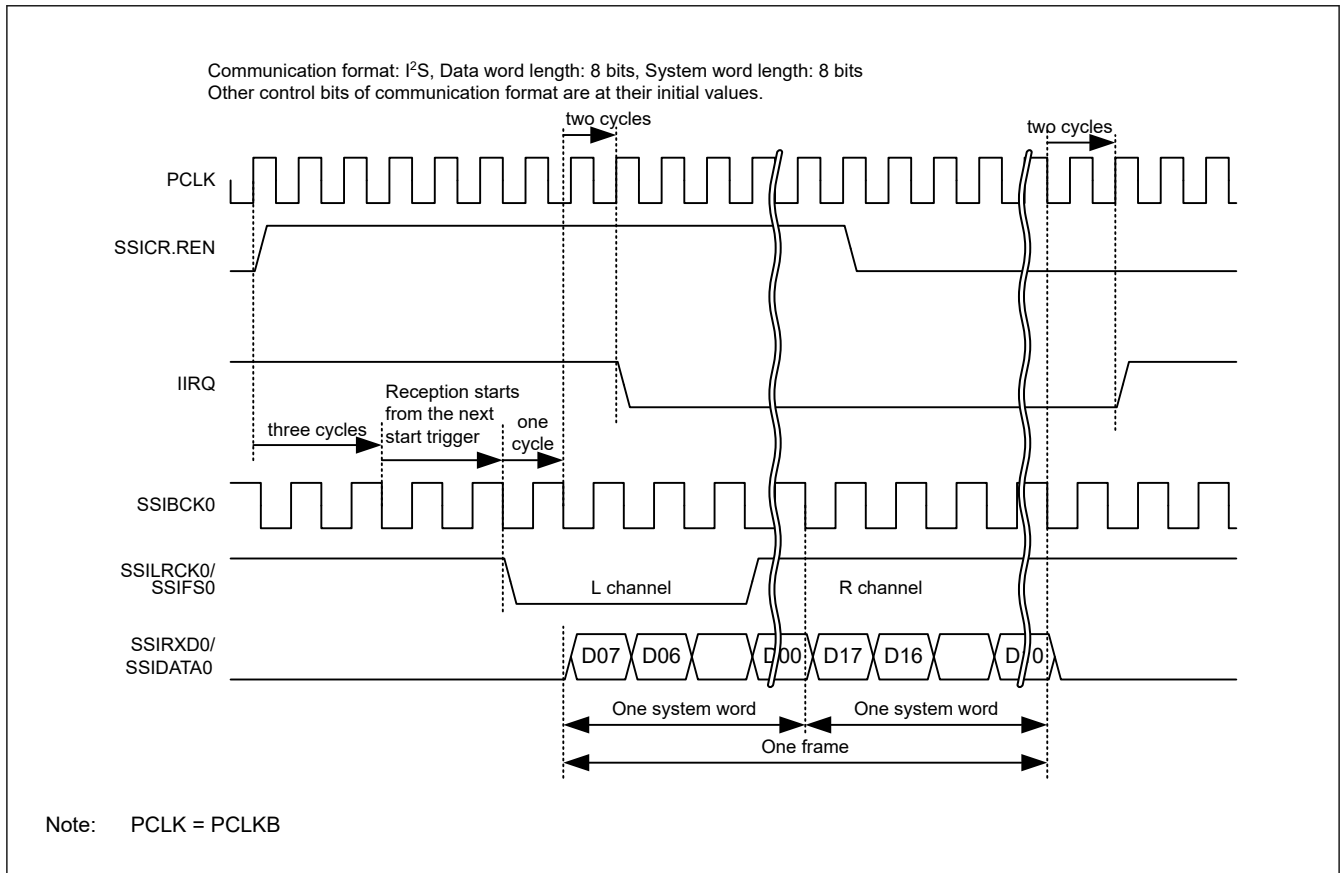 Communication format: I²S, Data word length: 8 bits, System word length: 8 bits
Other control bits of communication format are at their initial values.
two cycles
two cycles
PCLK
SSICR.REN
IIRQ
Reception starts
from the next
start trigger
three cycles
one
cycle
SSIBCK0
SSILRCK0/
SSIFS0
L channel
R channel
SSIRXD0/
SSIDATA0
D07 D06 D00 D17 D16
One system word
One system word
One frame
Note: PCLK = PCLKB